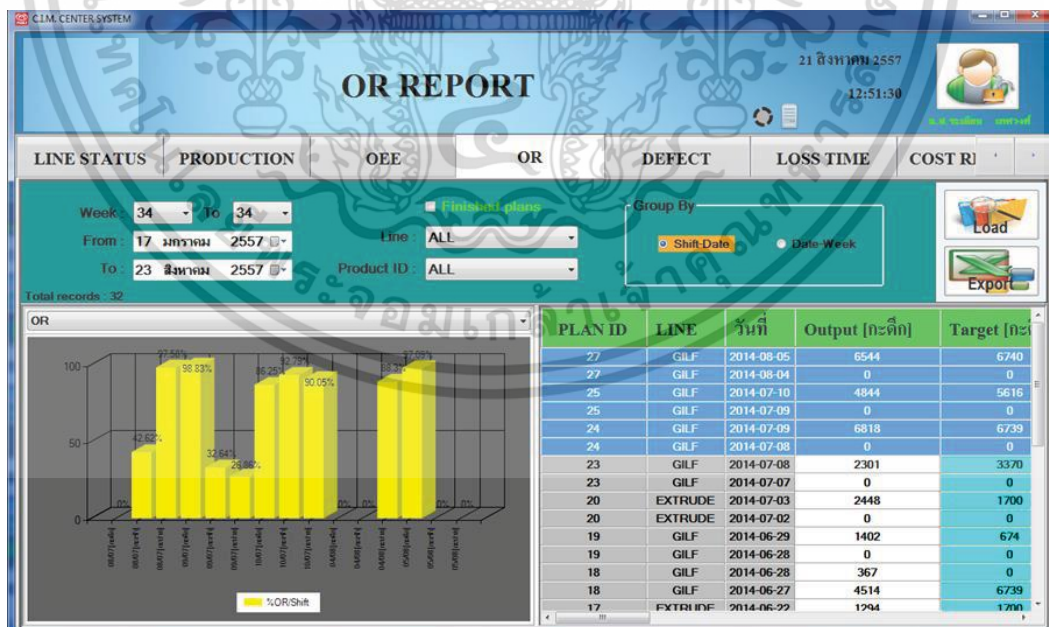 C.I.M. CENTER SYSTEM
OR REPORT
21 สิงหาคม 2557
12:51:30
LINE STATUS PRODUCTION OEE OR DEFECT LOSS TIME COST RI
Week : 34 To 34
From : 17 มกราคม 2557
To : 23 สิงหาคม 2557
Finished plans
Line : ALL
Product ID : ALL
Group By
Shift-Date Date-Week
Load
Export
Total records : 32
OR
100
50
0
0%
42.62%
98.83%
32.64%
26.86%
86.25%
92.79%
90.05%
0%
0%
0%
0%
%OR/Shift
PLAN ID LINE วันที่ Output [กะดึก] Target [กะ
27 GILF 2014-08-05 6544 6740
27 GILF 2014-08-04 0 0
25 GILF 2014-07-10 4844 5616
25 GILF 2014-07-09 0 0
24 GILF 2014-07-09 6818 6739
24 GILF 2014-07-08 0 0
23 GILF 2014-07-08 2301 3370
23 GILF 2014-07-07 0 0
20 EXTRUDE 2014-07-03 2448 1700
20 EXTRUDE 2014-07-02 0 0
19 GILF 2014-06-29 1402 674
19 GILF 2014-06-28 0 0
18 GILF 2014-06-28 367 0
18 GILF 2014-06-27 4514 6739
17 EXTRUDE 2014-06-22 1294 1700